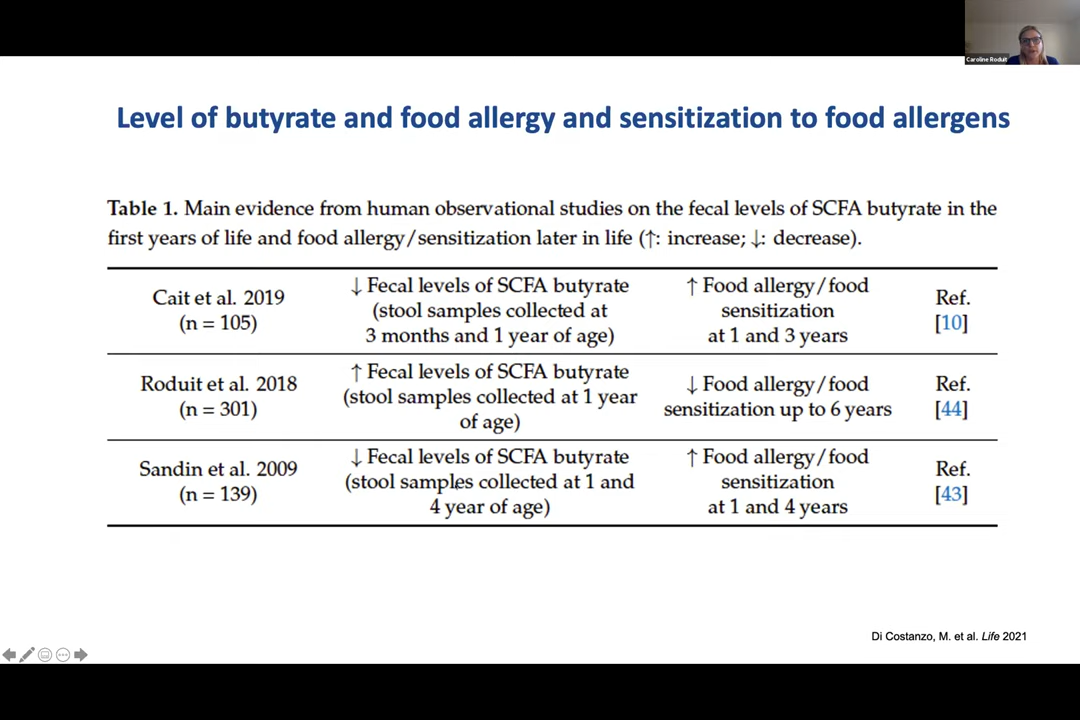 Caroline Roduit
Level of butyrate and food allergy and sensitization to food allergens
Table 1. Main evidence from human observational studies on the fecal levels of SCFA butyrate in the
first years of life and food allergy/sensitization later in life (↑: increase; ↓: decrease).
Cait et al. 2019
(n = 105)
↓ Fecal levels of SCFA butyrate
(stool samples collected at
3 months and 1 year of age)
↑ Food allergy/food
sensitization
at 1 and 3 years
Ref.
[10]
Roduit et al. 2018
(n = 301)
↑ Fecal levels of SCFA butyrate
(stool samples collected at 1 year
of age)
↓ Food allergy/food
sensitization up to 6 years
Ref.
[44]
Sandin et al. 2009
(n = 139)
↓ Fecal levels of SCFA butyrate
(stool samples collected at 1 and
4 year of age)
↑ Food allergy/food
sensitization
at 1 and 4 years
Ref.
[43]
Di Costanzo, M. et al. Life 2021